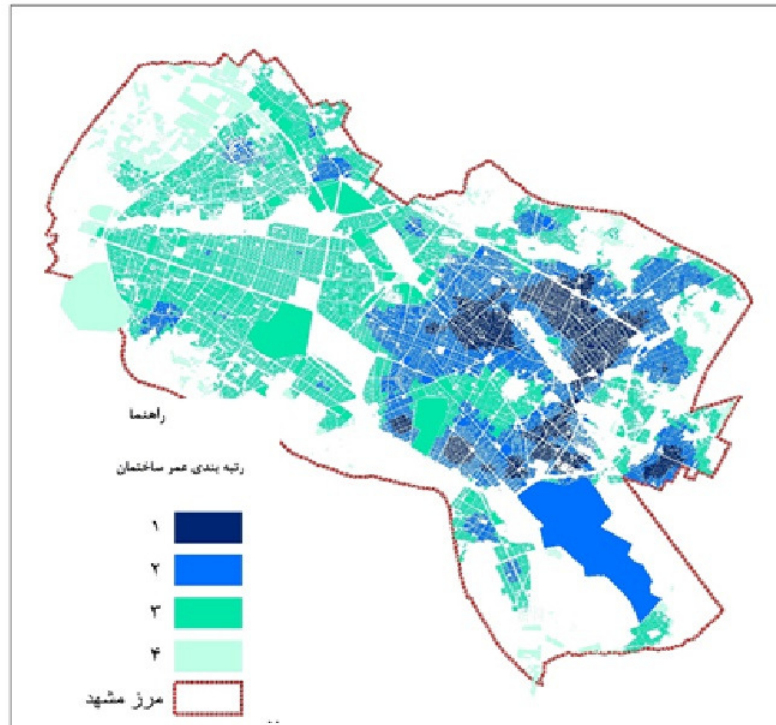 راهنما
رتبه بندی عمر ساختمان
۱
۲
۳
۴
مرز مشهد